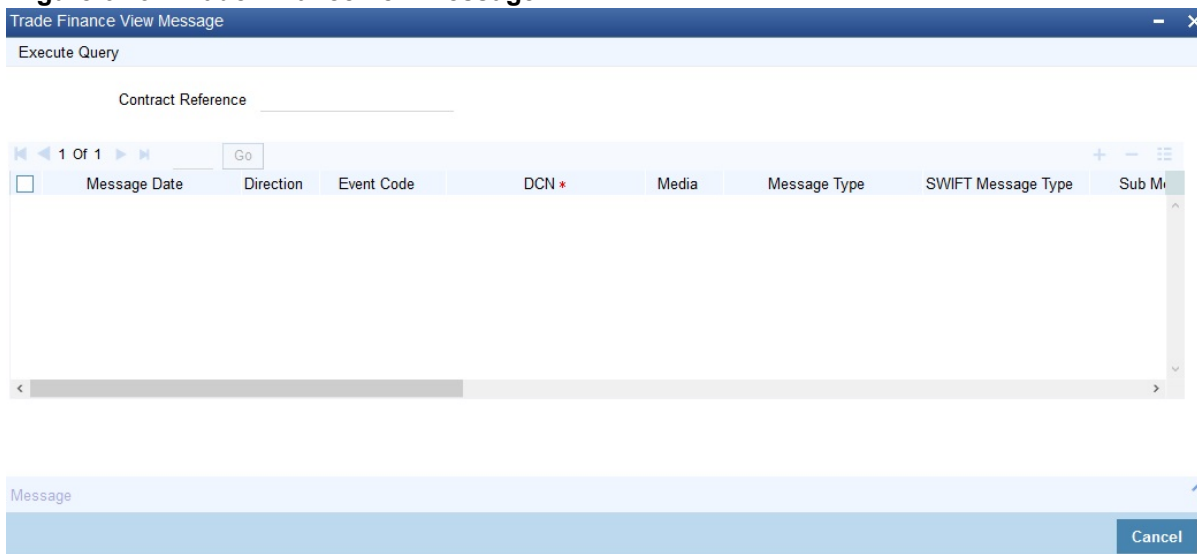 Trade Finance View Message
Execute Query
Contract Reference
1 Of 1 Go
Message Date Direction Event Code DCN * Media Message Type SWIFT Message Type Sub
Message
Cancel